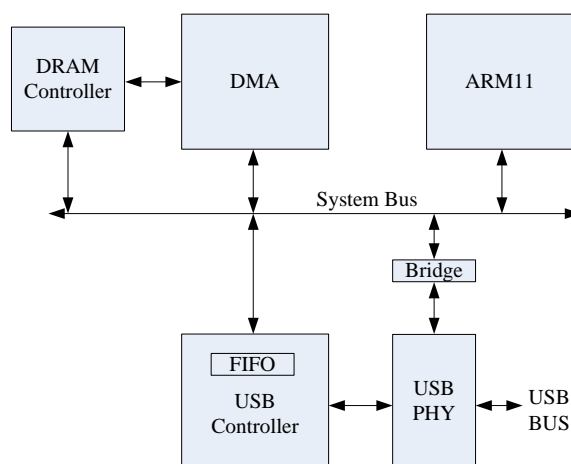 DRAM
Controller
DMA
ARM11
System Bus
Bridge
FIFO
USB
Controller
USB
PHY
USB
BUS